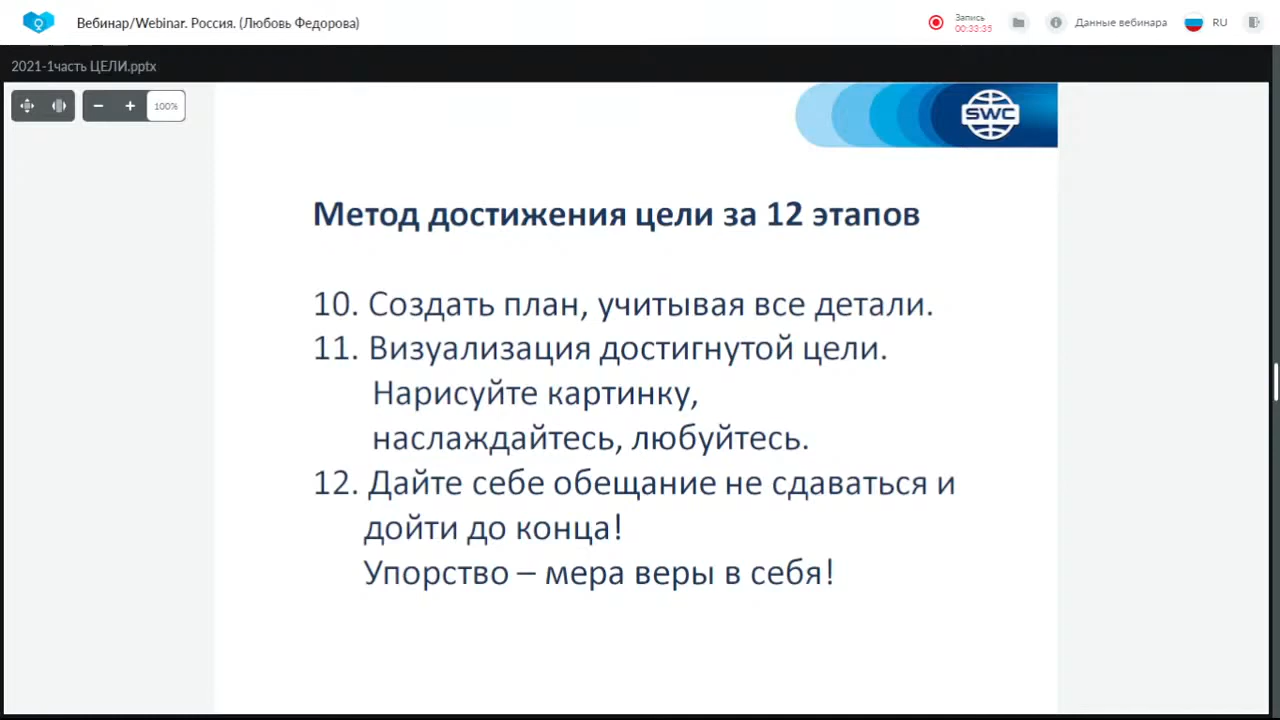 Вебинар/Webinar. Россия. (Любовь Федорова)
Запись
00:33:35
Данные вебинара
RU
2021-1часть ЦЕЛИ.pptx
100%
SWC
Метод достижения цели за 12 этапов
10. Создать план, учитывая все детали.
11. Визуализация достигнутой цели.
Нарисуйте картинку,
наслаждайтесь, любуйтесь.
12. Дайте себе обещание не сдаваться и
дойти до конца!
Упорство – мера веры в себя!